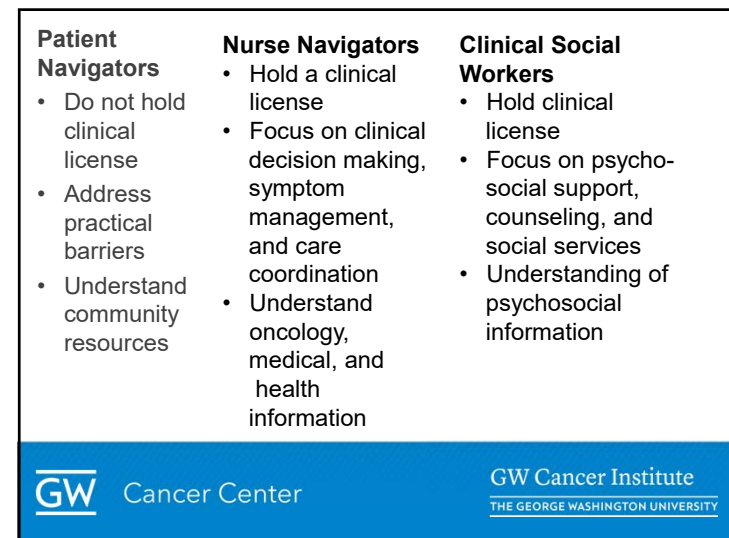 Patient
Navigators
• Do not hold
clinical
license
• Address
practical
barriers
• Understand
community
resources
Nurse Navigators
• Hold a clinical
license
• Focus on clinical
decision making,
symptom
management,
and care
coordination
• Understand
oncology,
medical, and
health
information
Clinical Social
Workers
• Hold clinical
license
• Focus on psycho-
social support,
counseling, and
social services
• Understanding of
psychosocial
information
GW Cancer Center
GW Cancer Institute
THE GEORGE WASHINGTON UNIVERSITY